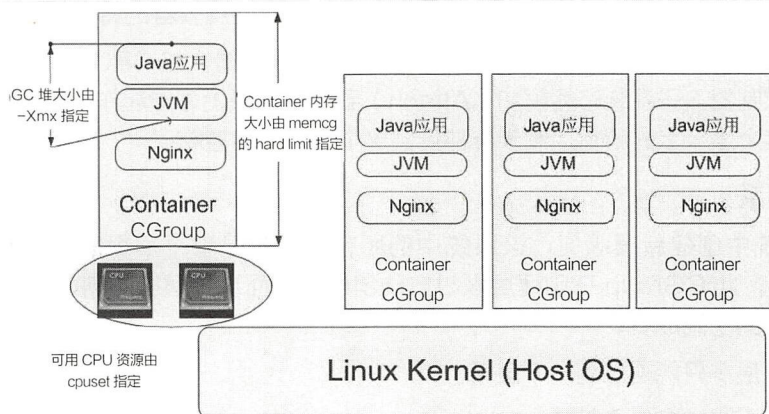 Java应用
GC 堆大小由
-Xmx 指定
JVM
Nginx
Container
CGroup
Container 内存
大小由 memcg
的 hard limit 指定
CPU
CPU
可用 CPU 资源由
cpuset 指定
Java应用
JVM
Nginx
Container
CGroup
Java应用
JVM
Nginx
Container
CGroup
Java应用
JVM
Nginx
Container
CGroup
Linux Kernel (Host OS)